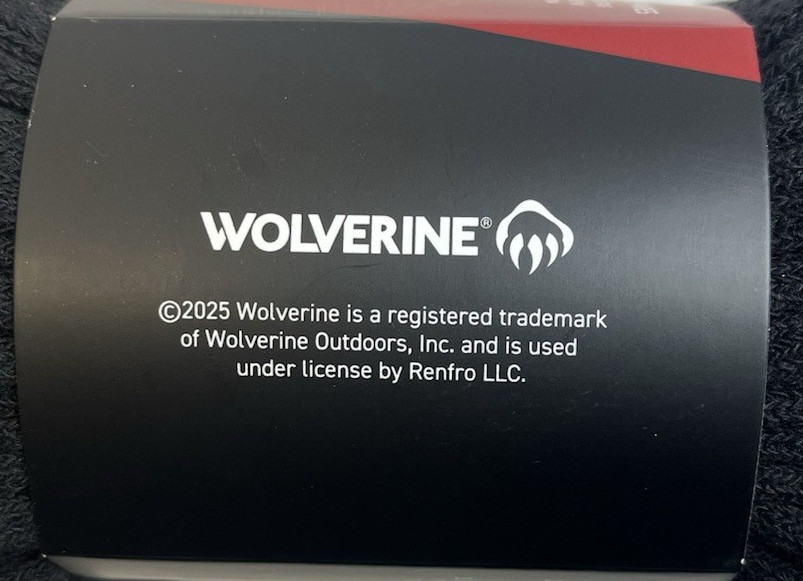 WOLVERINE®
©2025 Wolverine is a registered trademark
of Wolverine Outdoors, Inc. and is used
under license by Renfro LLC.